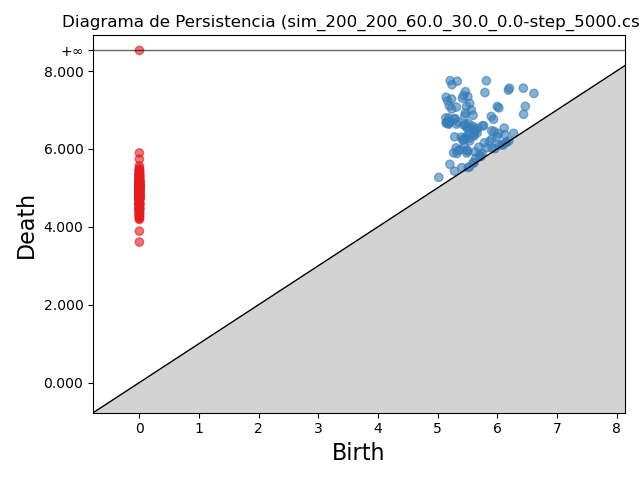 Diagrama de Persistencia (sim_200_200_60.0_30.0_0.0-step_5000.cs
+∞
8.000
6.000
4.000
2.000
0.000
Death
0 1 2 3 4 5 6 7 8
Birth